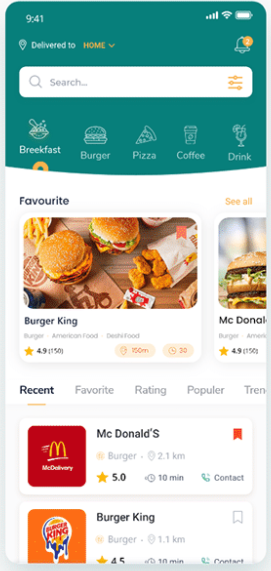 9:41
Delivered to HOME
2
Search...
Breakfast Burger Pizza Coffee Drink
Favourite See all
Burger King
Burger · American Food · Deshi Food
4.9 (150) 150m 30
Mc Donal
Burger
4.9 (150)
Recent Favorite Rating Populer Tren
Mc Donald'S
Burger · 2.1 km
5.0 10 min Contact
McDelivery
Burger King
Burger · 1.1 km
4.5 10 min Contact
BURGER
KING